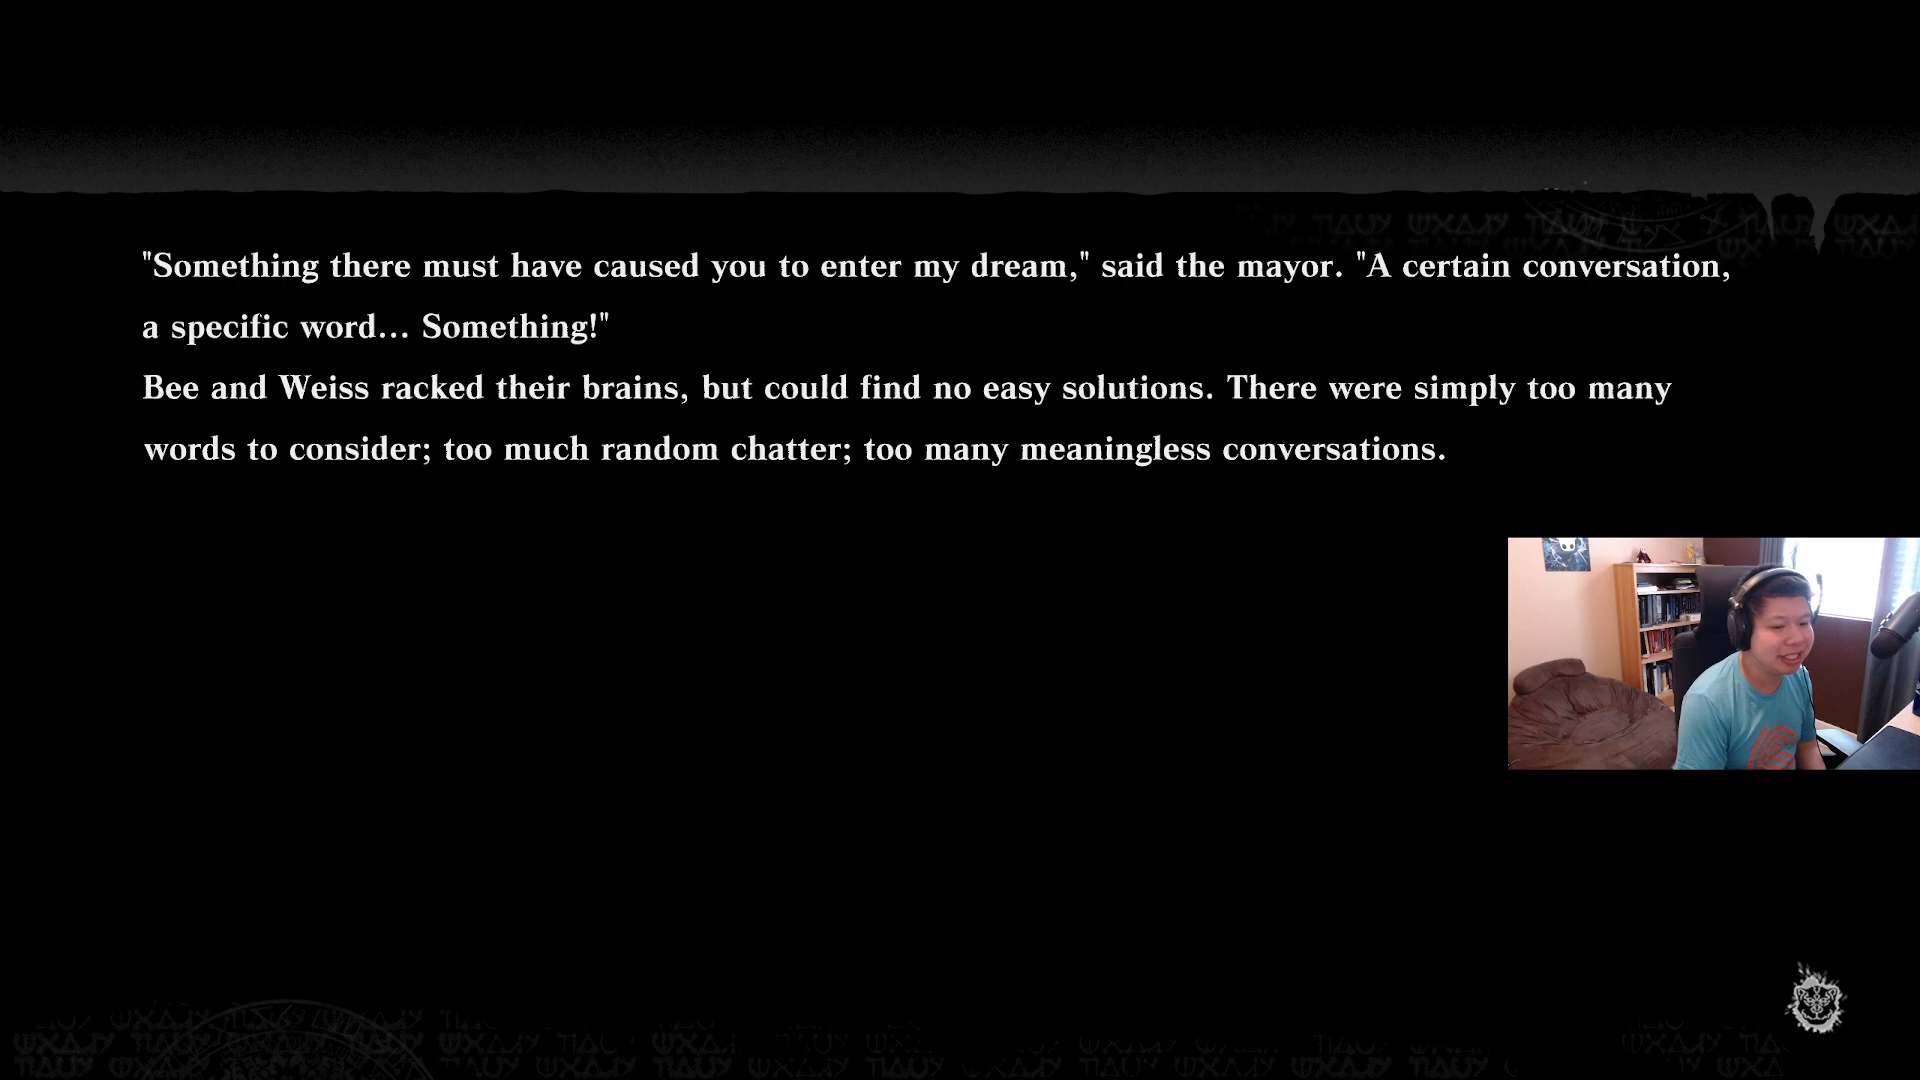 "Something there must have caused you to enter my dream," said the mayor. "A certain conversation,
a specific word... Something!"
Bee and Weiss racked their brains, but could find no easy solutions. There were simply too many
words to consider; too much random chatter; too many meaningless conversations.